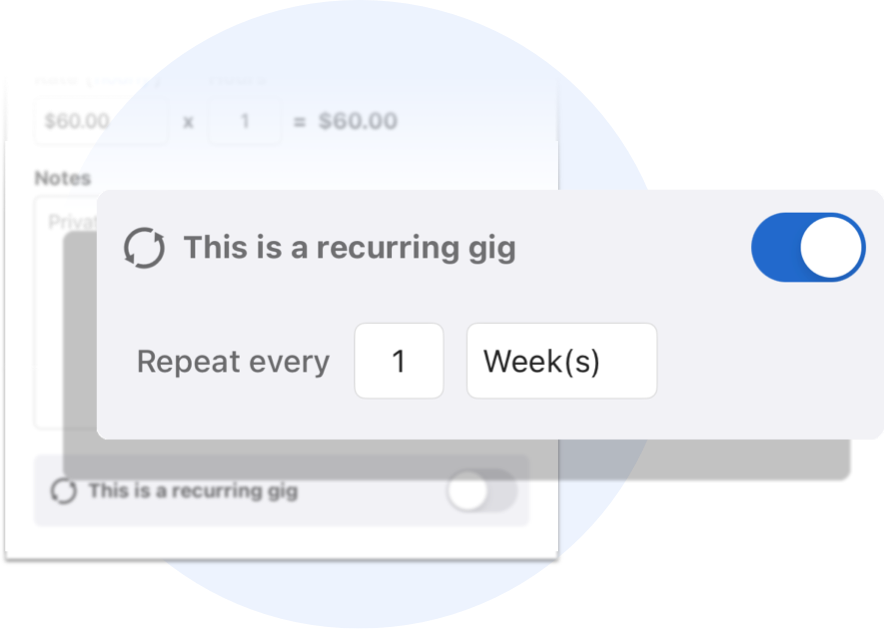 $60.00 x 1 = $60.00
Notes
This is a recurring gig
Repeat every 1 Week(s)
This is a recurring gig